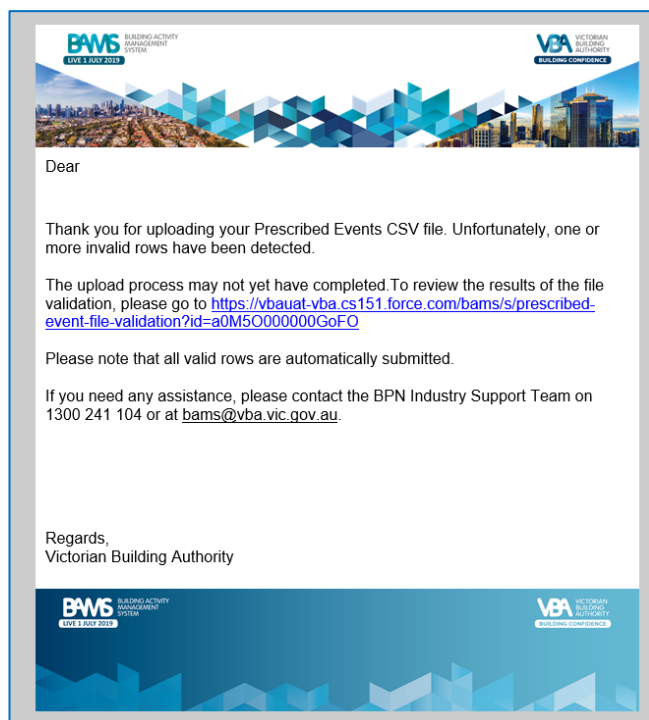 BAMS BUILDING ACTIVITY
MANAGEMENT
SYSTEM
LIVE 1 JULY 2019
VBA VICTORIAN
BUILDING
AUTHORITY
BUILDING CONFIDENCE
Dear
Thank you for uploading your Prescribed Events CSV file. Unfortunately, one or
more invalid rows have been detected.
The upload process may not yet have completed.To review the results of the file
validation, please go to https://vbauat-vba.cs151.force.com/bams/s/prescribed-
event-file-validation?id=a0M5O000000GoFO
Please note that all valid rows are automatically submitted.
If you need any assistance, please contact the BPN Industry Support Team on
1300 241 104 or at bams@vba.vic.gov.au.
Regards,
Victorian Building Authority
BAMS BUILDING ACTIVITY
MANAGEMENT
SYSTEM
LIVE 1 JULY 2019
VBA VICTORIAN
BUILDING
AUTHORITY
BUILDING CONFIDENCE